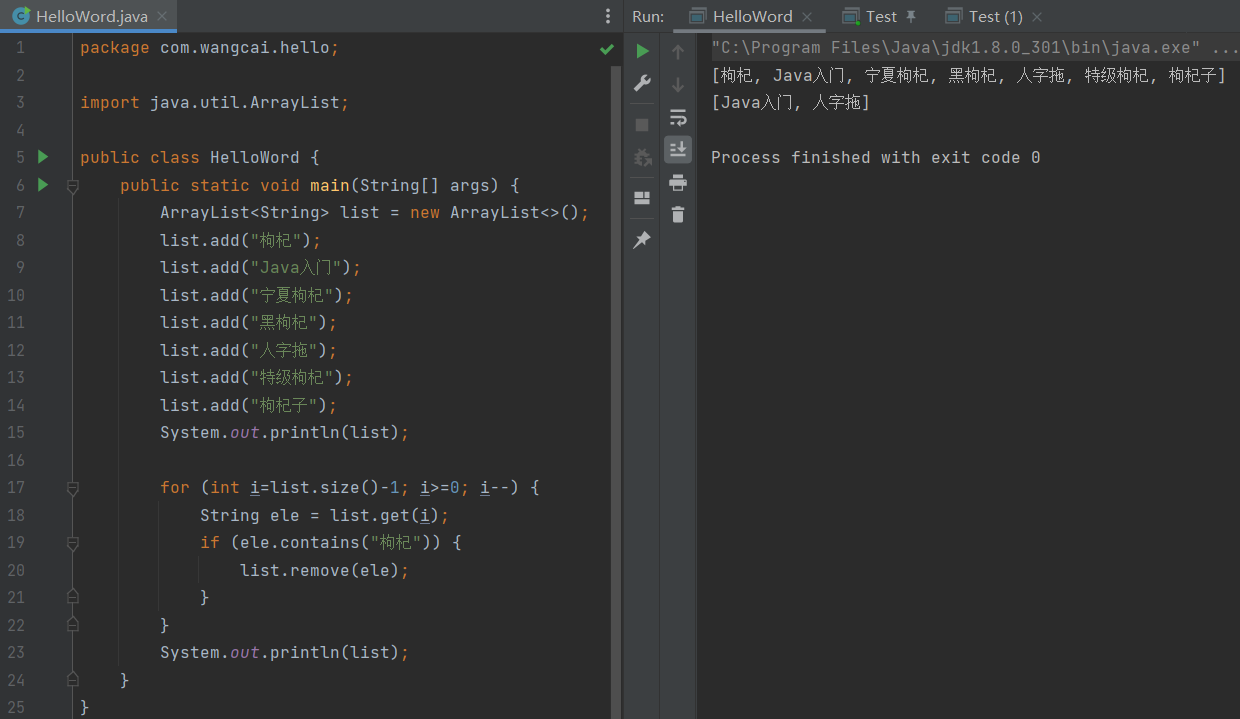 HelloWord.java
1 package com.wangcai.hello;
2
3 import java.util.ArrayList;
4
5 public class HelloWord {
6 public static void main(String[] args) {
7 ArrayList<String> list = new ArrayList<>();
8 list.add("枸杞");
9 list.add("Java入门");
10 list.add("宁夏枸杞");
11 list.add("黑枸杞");
12 list.add("人字拖");
13 list.add("特级枸杞");
14 list.add("枸杞子");
15 System.out.println(list);
16
17 for (int i=list.size()-1; i>=0; i--) {
18 String ele = list.get(i);
19 if (ele.contains("枸杞")) {
20 list.remove(ele);
21 }
22 }
23 System.out.println(list);
24 }
25 }
Run: HelloWord Test Test (1)
"C:\Program Files\Java\jdk1.8.0_301\bin\java.exe" ...
[枸杞, Java入门, 宁夏枸杞, 黑枸杞, 人字拖, 特级枸杞, 枸杞子]
[Java入门, 人字拖]
Process finished with exit code 0